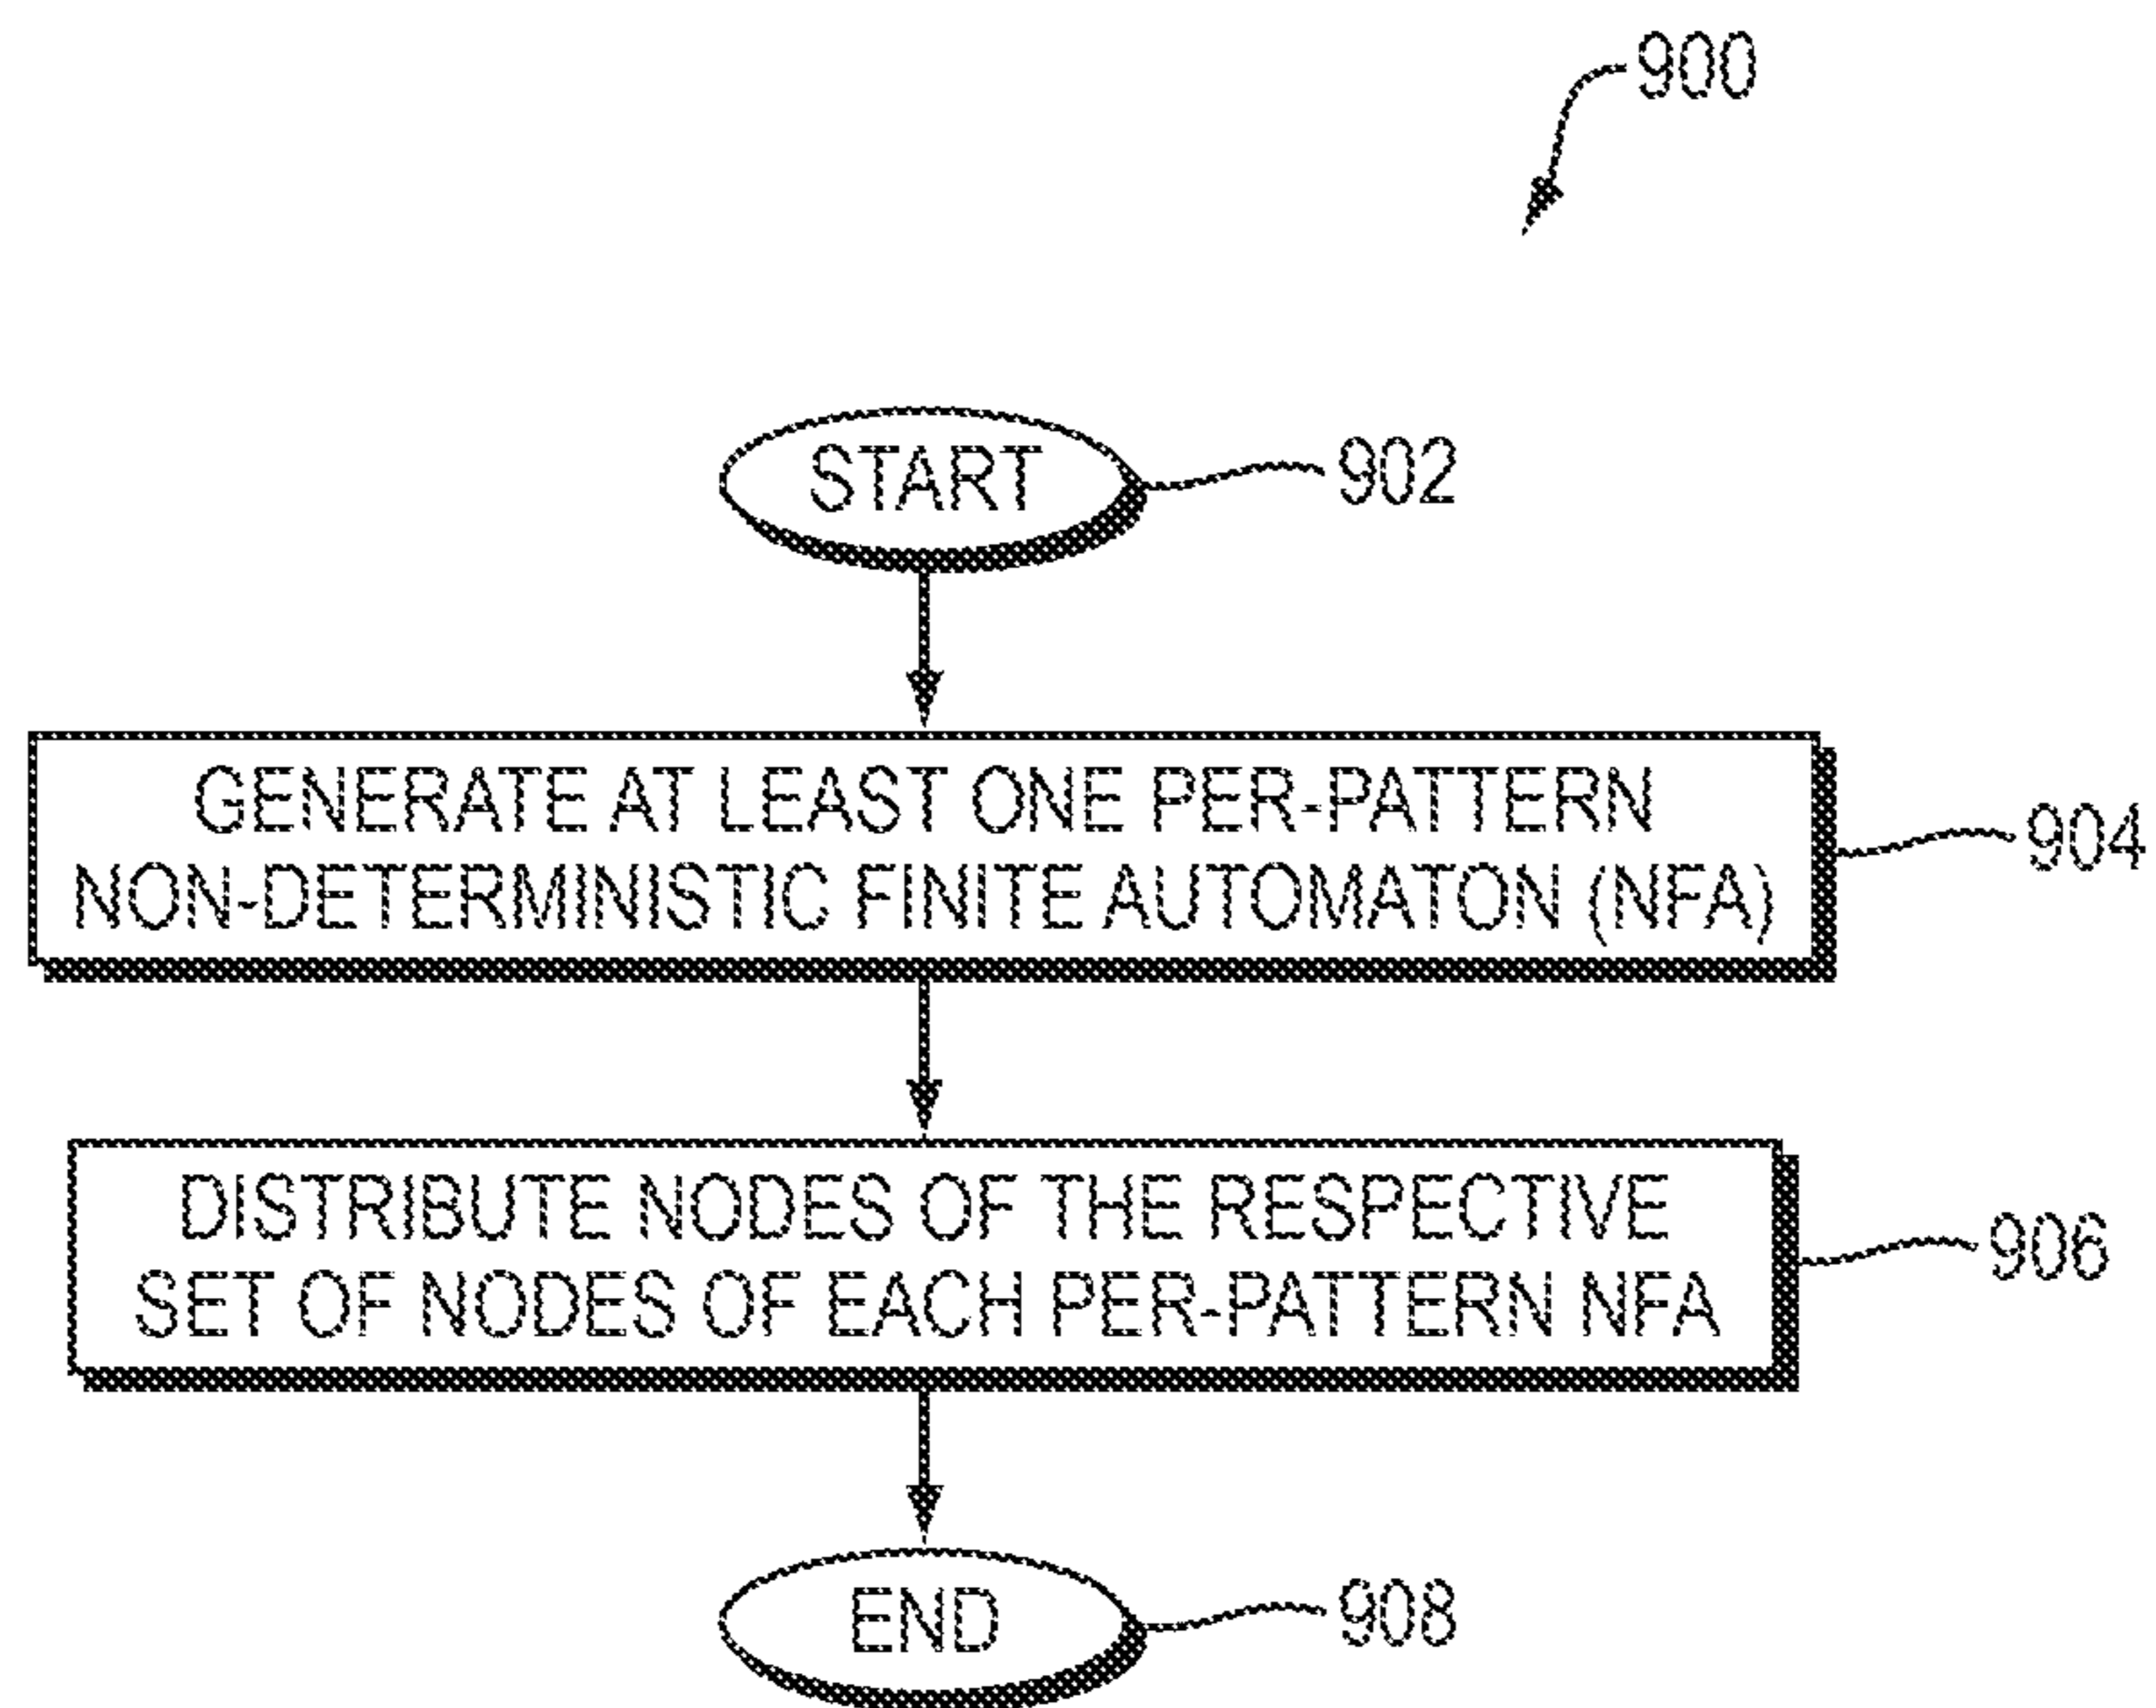 900
START
902
GENERATE AT LEAST ONE PER-PATTERN
NON-DETERMINISTIC FINITE AUTOMATON (NFA)
904
DISTRIBUTE NODES OF THE RESPECTIVE
SET OF NODES OF EACH PER-PATTERN NFA
906
END
908